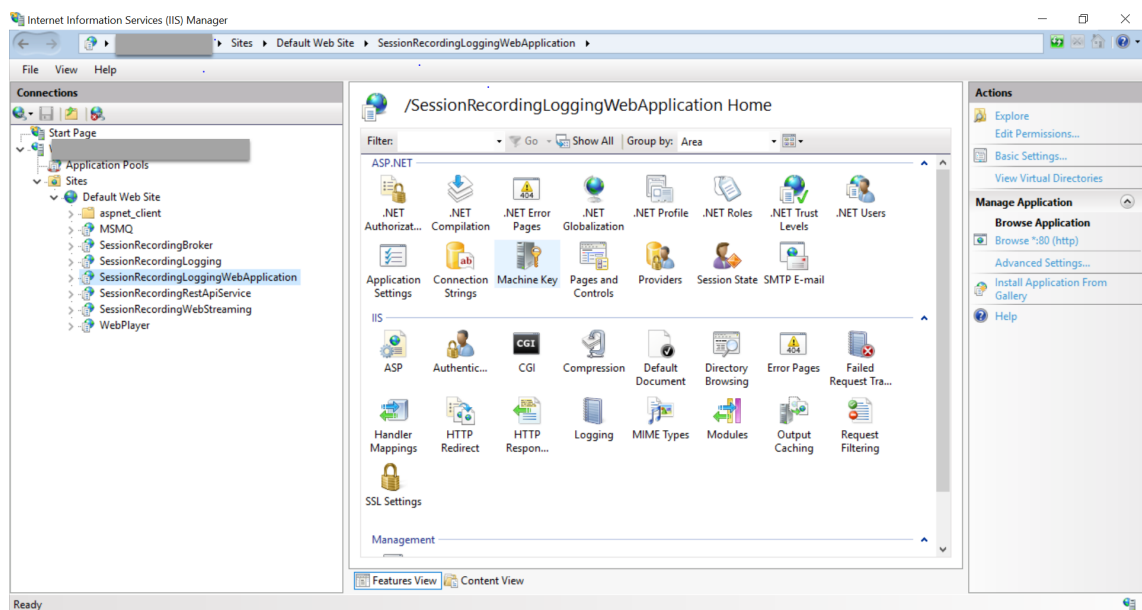 Internet Information Services (IIS) Manager
Sites Default Web Site SessionRecordingLoggingWebApplication
File View Help
Connections
Start Page
Application Pools
Sites
Default Web Site
aspnet_client
MSMQ
SessionRecordingBroker
SessionRecordingLogging
SessionRecordingLoggingWebApplication
SessionRecordingRestApiService
SessionRecordingWebStreaming
WebPlayer
/SessionRecordingLoggingWebApplication Home
Filter: Go Show All Group by: Area
ASP.NET
.NET Authorizat...
.NET Compilation
.NET Error Pages
.NET Globalization
.NET Profile
.NET Roles
.NET Trust Levels
.NET Users
Application Settings
Connection Strings
Machine Key
Pages and Controls
Providers
Session State
SMTP E-mail
IIS
ASP
Authentic...
CGI
CGI
Compression
Default Document
Directory Browsing
Error Pages
Failed Request Tra...
Handler Mappings
HTTP Redirect
HTTP Respon...
Logging
MIME Types
Modules
Output Caching
Request Filtering
SSL Settings
Management
Features View Content View
Actions
Explore
Edit Permissions...
Basic Settings...
View Virtual Directories
Manage Application
Browse Application
Browse *:80 (http)
Advanced Settings...
Install Application From
Gallery
Help
Ready